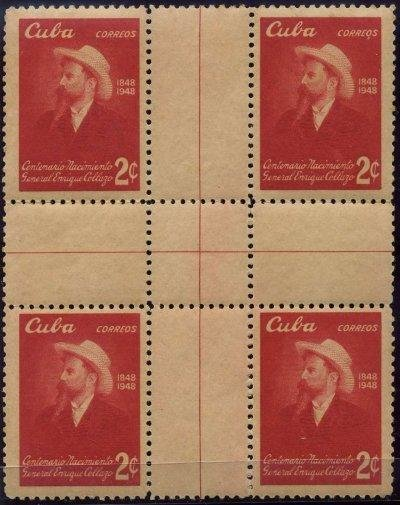 Cuba CORREOS
1848
1948
Centenario Nacimiento
General Enrique Collazo 2¢
Cuba CORREOS
1848
1948
Centenario Nacimiento
General Enrique Collazo 2¢
Cuba CORREOS
1848
1948
Centenario Nacimiento
General Enrique Collazo 2¢
Cuba CORREOS
1848
1948
Centenario Nacimiento
General Enrique Collazo 2¢